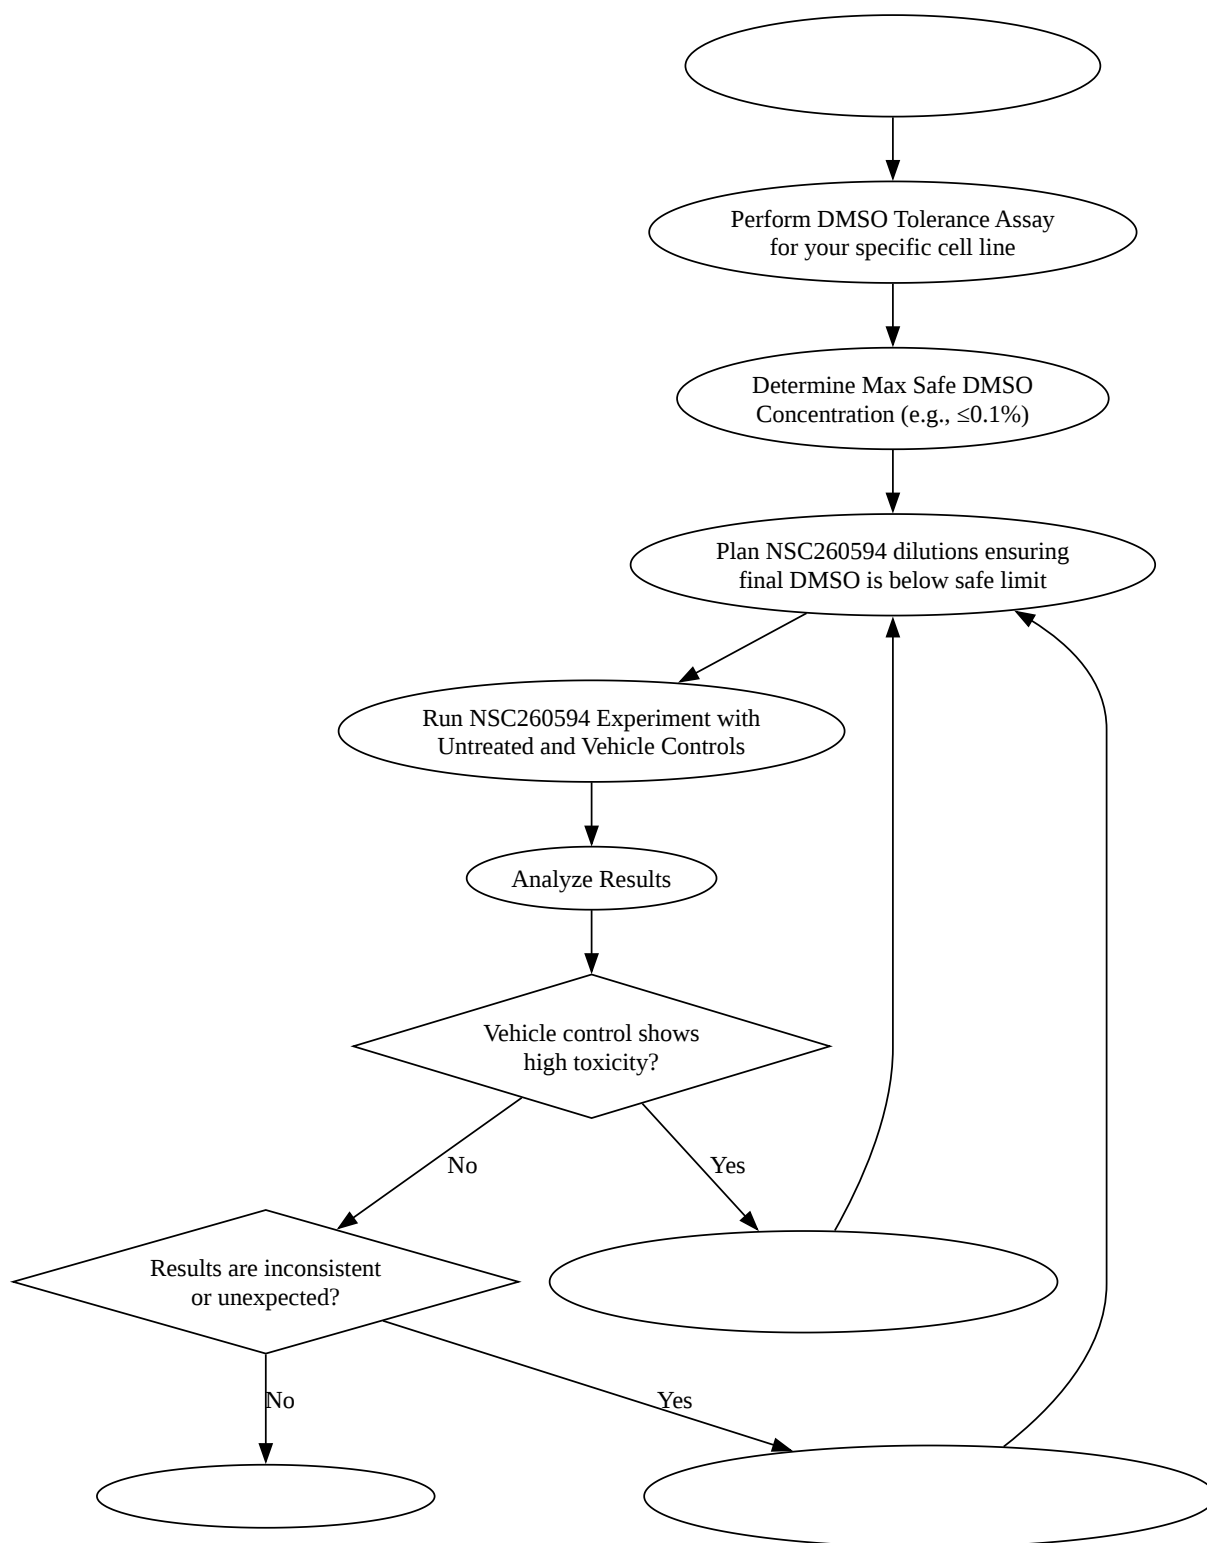 Perform DMSO Tolerance Assay
for your specific cell line
Determine Max Safe DMSO
Concentration (e.g., ≤0.1%)
Plan NSC260594 dilutions ensuring
final DMSO is below safe limit
Run NSC260594 Experiment with
Untreated and Vehicle Controls
Analyze Results
Vehicle control shows
high toxicity?
No
Yes
Results are inconsistent
or unexpected?
No
Yes